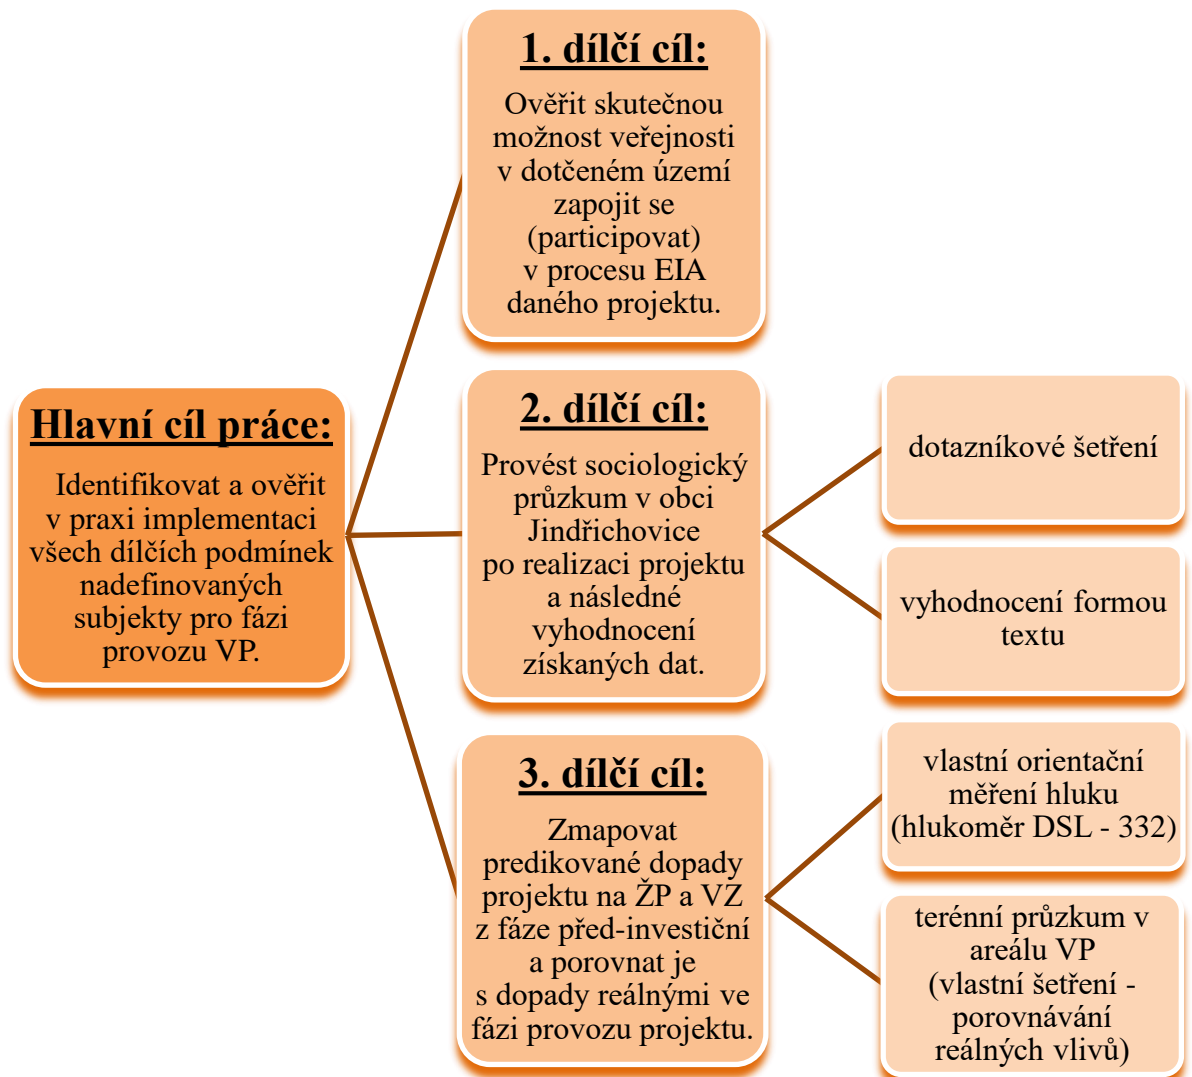 Hlavní cíl práce:
Identifikovat a ověřit
v praxi implementaci
všech dílčích podmínek
nadefinovaných
subjekty pro fázi
provozu VP.
1. dílčí cíl:
Ověřit skutečnou
možnost veřejnosti
v dotčeném území
zapojit se
(participovat)
v procesu EIA
daného projektu.
2. dílčí cíl:
Provést sociologický
průzkum v obci
Jindřichovice
po realizaci projektu
a následné
vyhodnocení
získaných dat.
dotazníkové šetření
vyhodnocení formou
textu
3. dílčí cíl:
Zmapovat
predikované dopady
projektu na ŽP a VZ
z fáze před-investiční
a porovnat je
s dopady reálnými ve
fázi provozu projektu.
vlastní orientační
měření hluku
(hlukoměr DSL - 332)
terénní průzkum v
areálu VP
(vlastní šetření -
porovnávání
reálných vlivů)